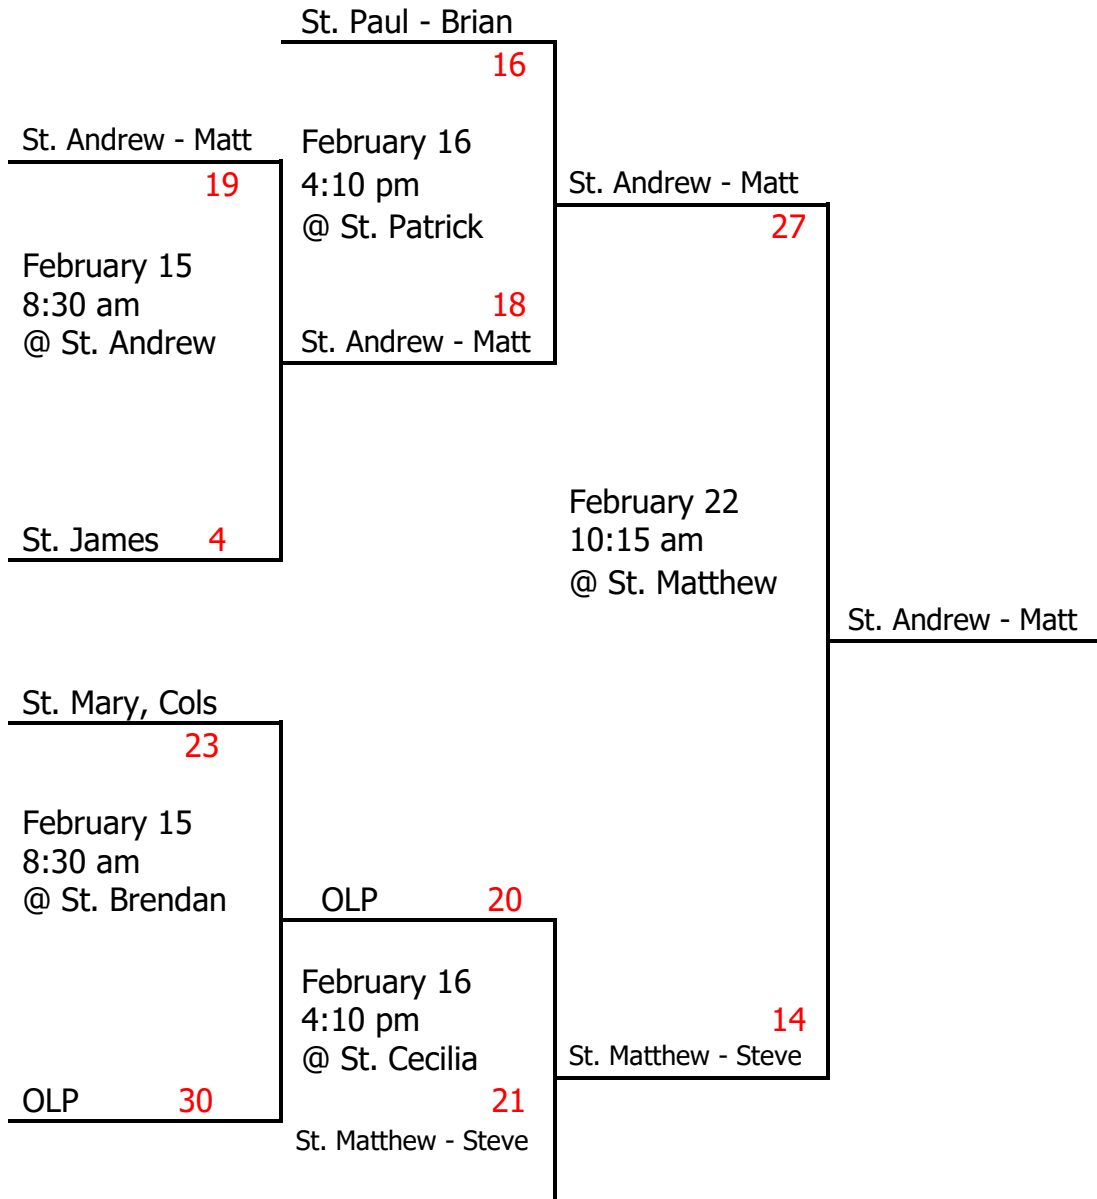 St. Paul - Brian
16
St. Andrew - Matt
19
February 16
4:10 pm
@ St. Patrick
St. Andrew - Matt
27
February 15
8:30 am
@ St. Andrew
18
St. Andrew - Matt
St. James 4
February 22
10:15 am
@ St. Matthew
St. Andrew - Matt
St. Mary, Cols
23
February 15
8:30 am
@ St. Brendan
OLP 20
February 16
4:10 pm
@ St. Cecilia
14
St. Matthew - Steve
OLP 30
21
St. Matthew - Steve